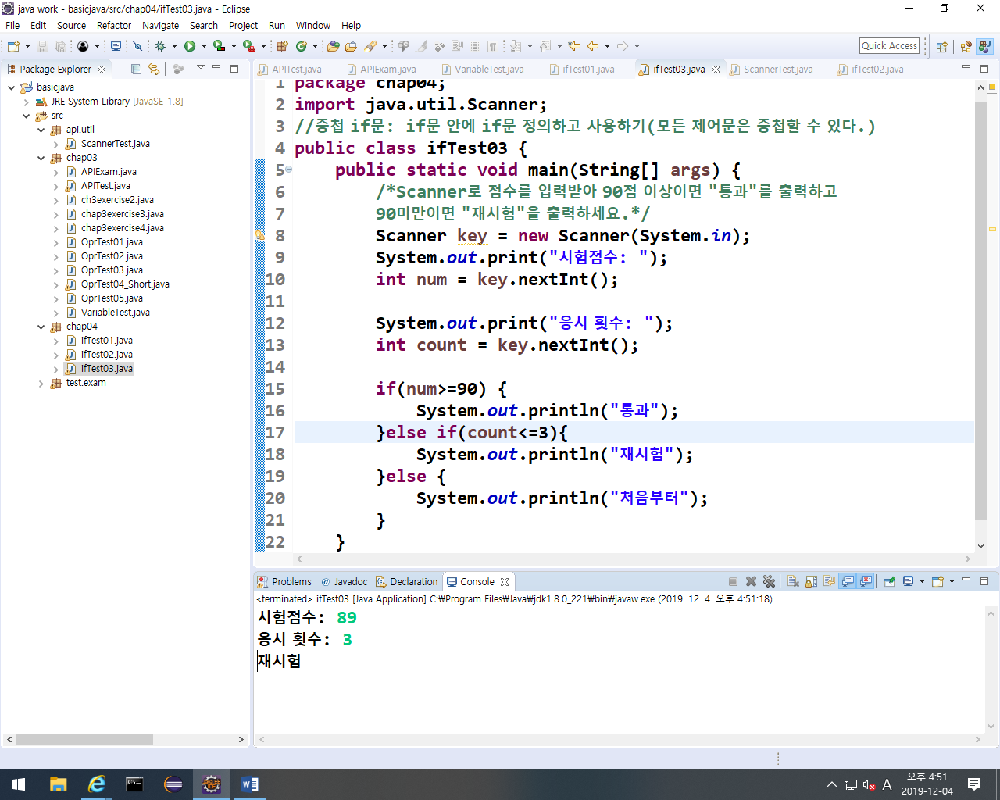 java work - basicjava/src/chap04/ifTest03.java - Eclipse
File Edit Source Refactor Navigate Search Project Run Window Help
Quick Access
Package Explorer
basicjava
JRE System Library [JavaSE-1.8]
src
api.util
ScannerTest.java
chap03
APIExam.java
APITest.java
ch3exercise2.java
chap3exercise3.java
chap3exercise4.java
OprTest01.java
OprTest02.java
OprTest03.java
OprTest04_Short.java
OprTest05.java
VariableTest.java
chap04
ifTest01.java
ifTest02.java
ifTest03.java
test.exam
APITest.java APIExam.java VariableTest.java ifTest01.java ifTest03.java ScannerTest.java ifTest02.java
1 package chap04;
2 import java.util.Scanner;
3 //중첩 if문: if문 안에 if문 정의하고 사용하기(모든 제어문은 중첩할 수 있다.)
4 public class ifTest03 {
5 public static void main(String[] args) {
6 /*Scanner로 점수를 입력받아 90점 이상이면 "통과"를 출력하고
7 90미만이면 "재시험"을 출력하세요.*/
8 Scanner key = new Scanner(System.in);
9 System.out.print("시험점수: ");
10 int num = key.nextInt();
11
12 System.out.print("응시 횟수: ");
13 int count = key.nextInt();
14
15 if(num>=90) {
16 System.out.println("통과");
17 }else if(count<=3){
18 System.out.println("재시험");
19 }else {
20 System.out.println("처음부터");
21 }
22 }
Problems @ Javadoc Declaration Console
<terminated> ifTest03 [Java Application] C:₩Program Files₩Java₩jdk1.8.0_221₩bin₩javaw.exe (2019. 12. 4. 오후 4:51:18)
시험점수: 89
응시 횟수: 3
재시험
A
오후 4:51
2019-12-04